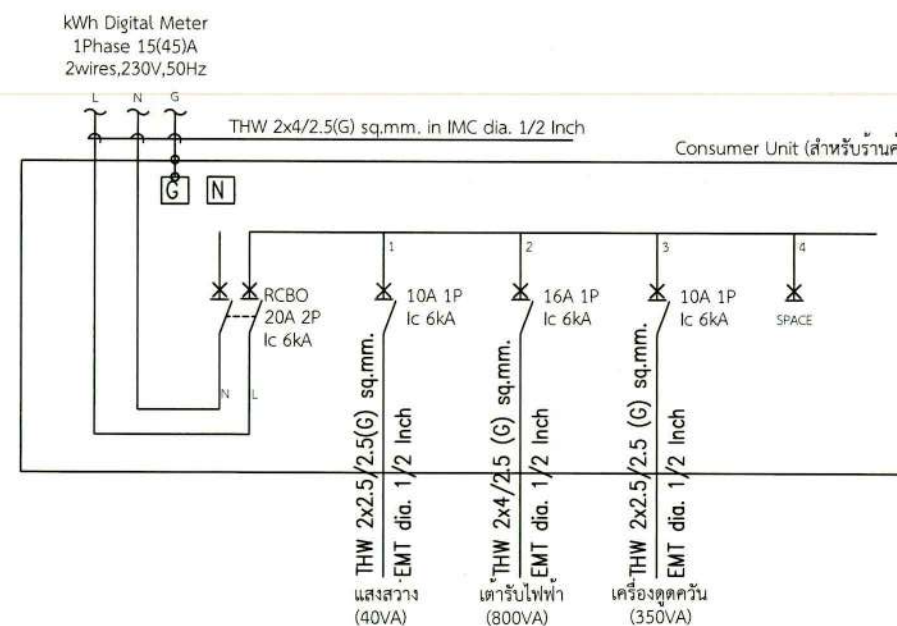 kWh Digital Meter
1Phase 15(45)A
2wires,230V,50Hz
L N G
THW 2x4/2.5(G) sq.mm. in IMC dia. 1/2 Inch
Consumer Unit (สำหรับร้านค้
G N
1 2 3 4
RCBO
20A 2P
Ic 6kA
10A 1P
Ic 6kA
16A 1P
Ic 6kA
10A 1P
Ic 6kA
SPACE
N L
THW 2x2.5/2.5(G) sq.mm.
EMT dia. 1/2 Inch
THW 2x4/2.5 (G) sq.mm.
EMT dia. 1/2 Inch
THW 2x2.5/2.5 (G) sq.mm.
EMT dia. 1/2 Inch
แสงสว่าง
(40VA)
เต้ารับไฟฟ้า
(800VA)
เครื่องดูดควัน
(350VA)